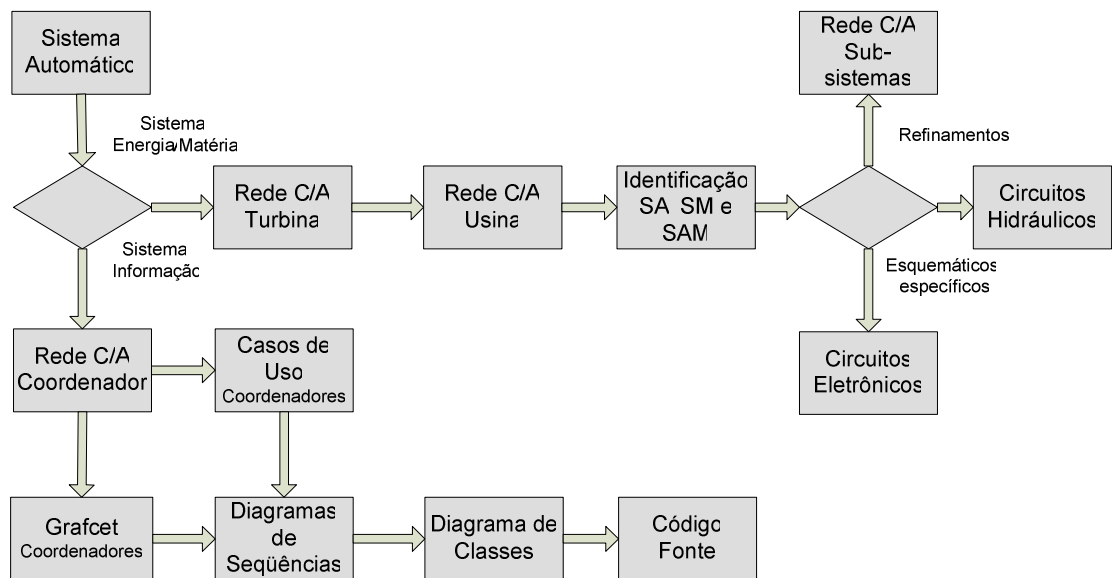 Sistema
Automático
Sistema
Energia/Matéria
Rede C/A
Turbina
Rede C/A
Usina
Identificação
SA SM e
SAM
Rede C/A
Sub-
sistemas
Refinamentos
Circuitos
Hidráulicos
Esquemáticos
específicos
Circuitos
Eletrônicos
Sistema
Informação
Rede C/A
Coordenador
Casos de
Uso
Coordenadores
Grafcet
Coordenadores
Diagramas
de
Seqüências
Diagrama de
Classes
Código
Fonte